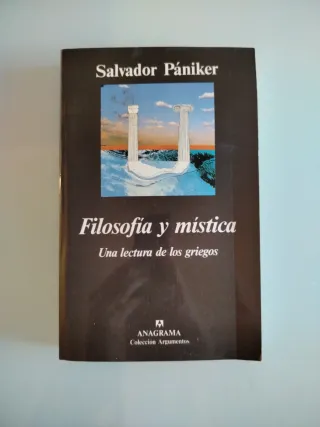 Salvador Pániker
Filosofía y mística
Una lectura de los griegos
ANAGRAMA
Colección Argumentos